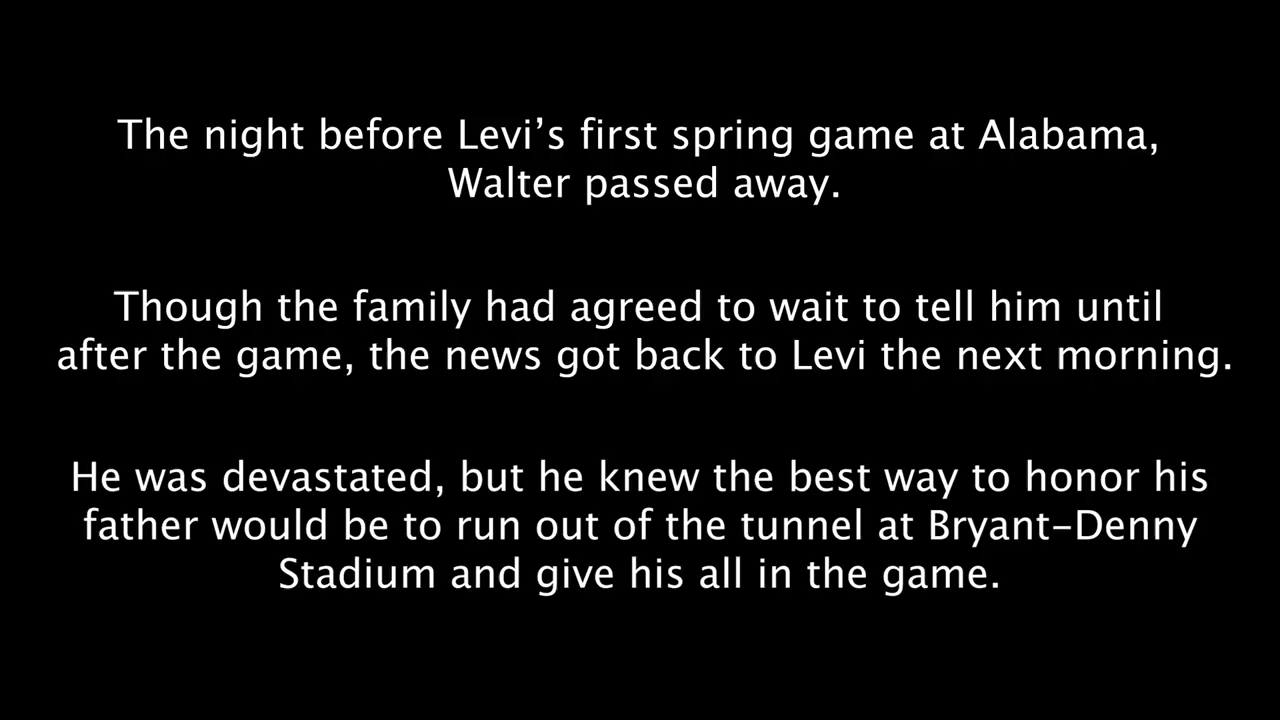 The night before Levi’s first spring game at Alabama,
Walter passed away.
Though the family had agreed to wait to tell him until
after the game, the news got back to Levi the next morning.
He was devastated, but he knew the best way to honor his
father would be to run out of the tunnel at Bryant–Denny
Stadium and give his all in the game.